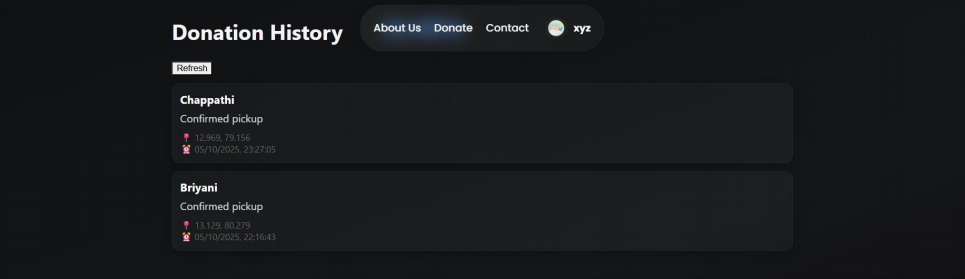 About Us Donate Contact xyz
Donation History
Refresh
Chappathi
Confirmed pickup
📍 12.969, 79.156
⏰ 05/10/2025, 23:27:05
Briyani
Confirmed pickup
📍 13.129, 80.279
⏰ 05/10/2025, 22:16:43